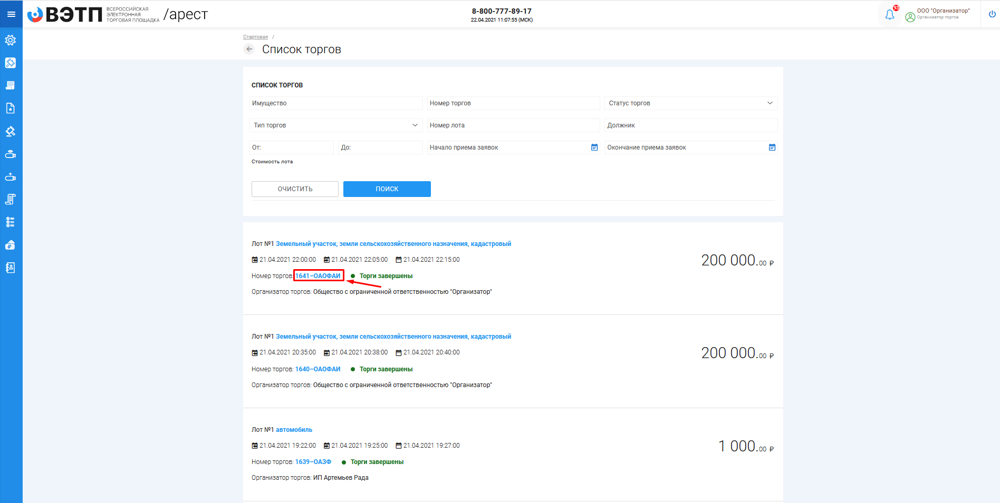 ВЭТП ВСЕРОССИЙСКАЯ ЭЛЕКТРОННАЯ ТОРГОВАЯ ПЛОЩАДКА /арест
8-800-777-89-17
22.04.2021 11:07:55 (МСК)
93
ООО "Организатор"
Организатор торгов
Стартовая /
Список торгов
СПИСОК ТОРГОВ
Имущество Номер торгов Статус торгов
Тип торгов Номер лота Должник
От: До: Начало приема заявок Окончание приема заявок
Стоимость лота
ОЧИСТИТЬ ПОИСК
Лот №1 Земельный участок, земли сельскохозяйственного назначения, кадастровый
21.04.2021 22:00:00 21.04.2021 22:05:00 21.04.2021 22:15:00
200 000.00 ₽
Номер торгов: 1641–ОАОФАИ Торги завершены
Организатор торгов: Общество с ограниченной ответственностью "Организатор"
Лот №1 Земельный участок, земли сельскохозяйственного назначения, кадастровый
21.04.2021 20:35:00 21.04.2021 20:38:00 21.04.2021 20:40:00
200 000.00 ₽
Номер торгов: 1640–ОАОФАИ Торги завершены
Организатор торгов: Общество с ограниченной ответственностью "Организатор"
Лот №1 автомобиль
21.04.2021 19:22:00 21.04.2021 19:25:00 21.04.2021 19:27:00
1 000.00 ₽
Номер торгов: 1639–ОАЗФ Торги завершены
Организатор торгов: ИП Артемьев Рада